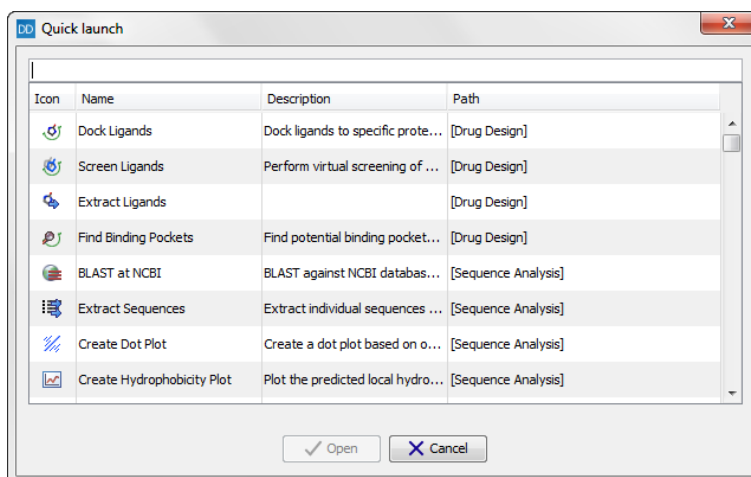 DD Quick launch
Icon Name Description Path
Dock Ligands Dock ligands to specific prote... [Drug Design]
Screen Ligands Perform virtual screening of ... [Drug Design]
Extract Ligands [Drug Design]
Find Binding Pockets Find potential binding pocket... [Drug Design]
BLAST at NCBI BLAST against NCBI databas... [Sequence Analysis]
Extract Sequences Extract individual sequences ... [Sequence Analysis]
Create Dot Plot Create a dot plot based on o... [Sequence Analysis]
Create Hydrophobicity Plot Plot the predicted local hydro... [Sequence Analysis]
Open Cancel